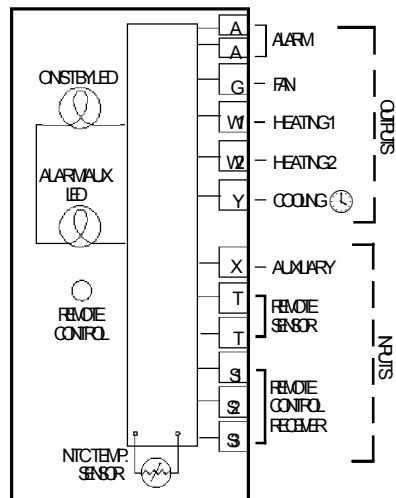 ON/STBY LED
ALARM/AUX
LED
REMOTE
CONTROL
NTC TEMP.
SENSOR
A
A
G
W1
W2
Y
X
T
T
S1
S2
S3
ALARM
FAN
HEATING 1
HEATING 2
COOLING
AUXILIARY
REMOTE
SENSOR
REMOTE
CONTROL
RECEIVER
OUTPUTS
INPUTS